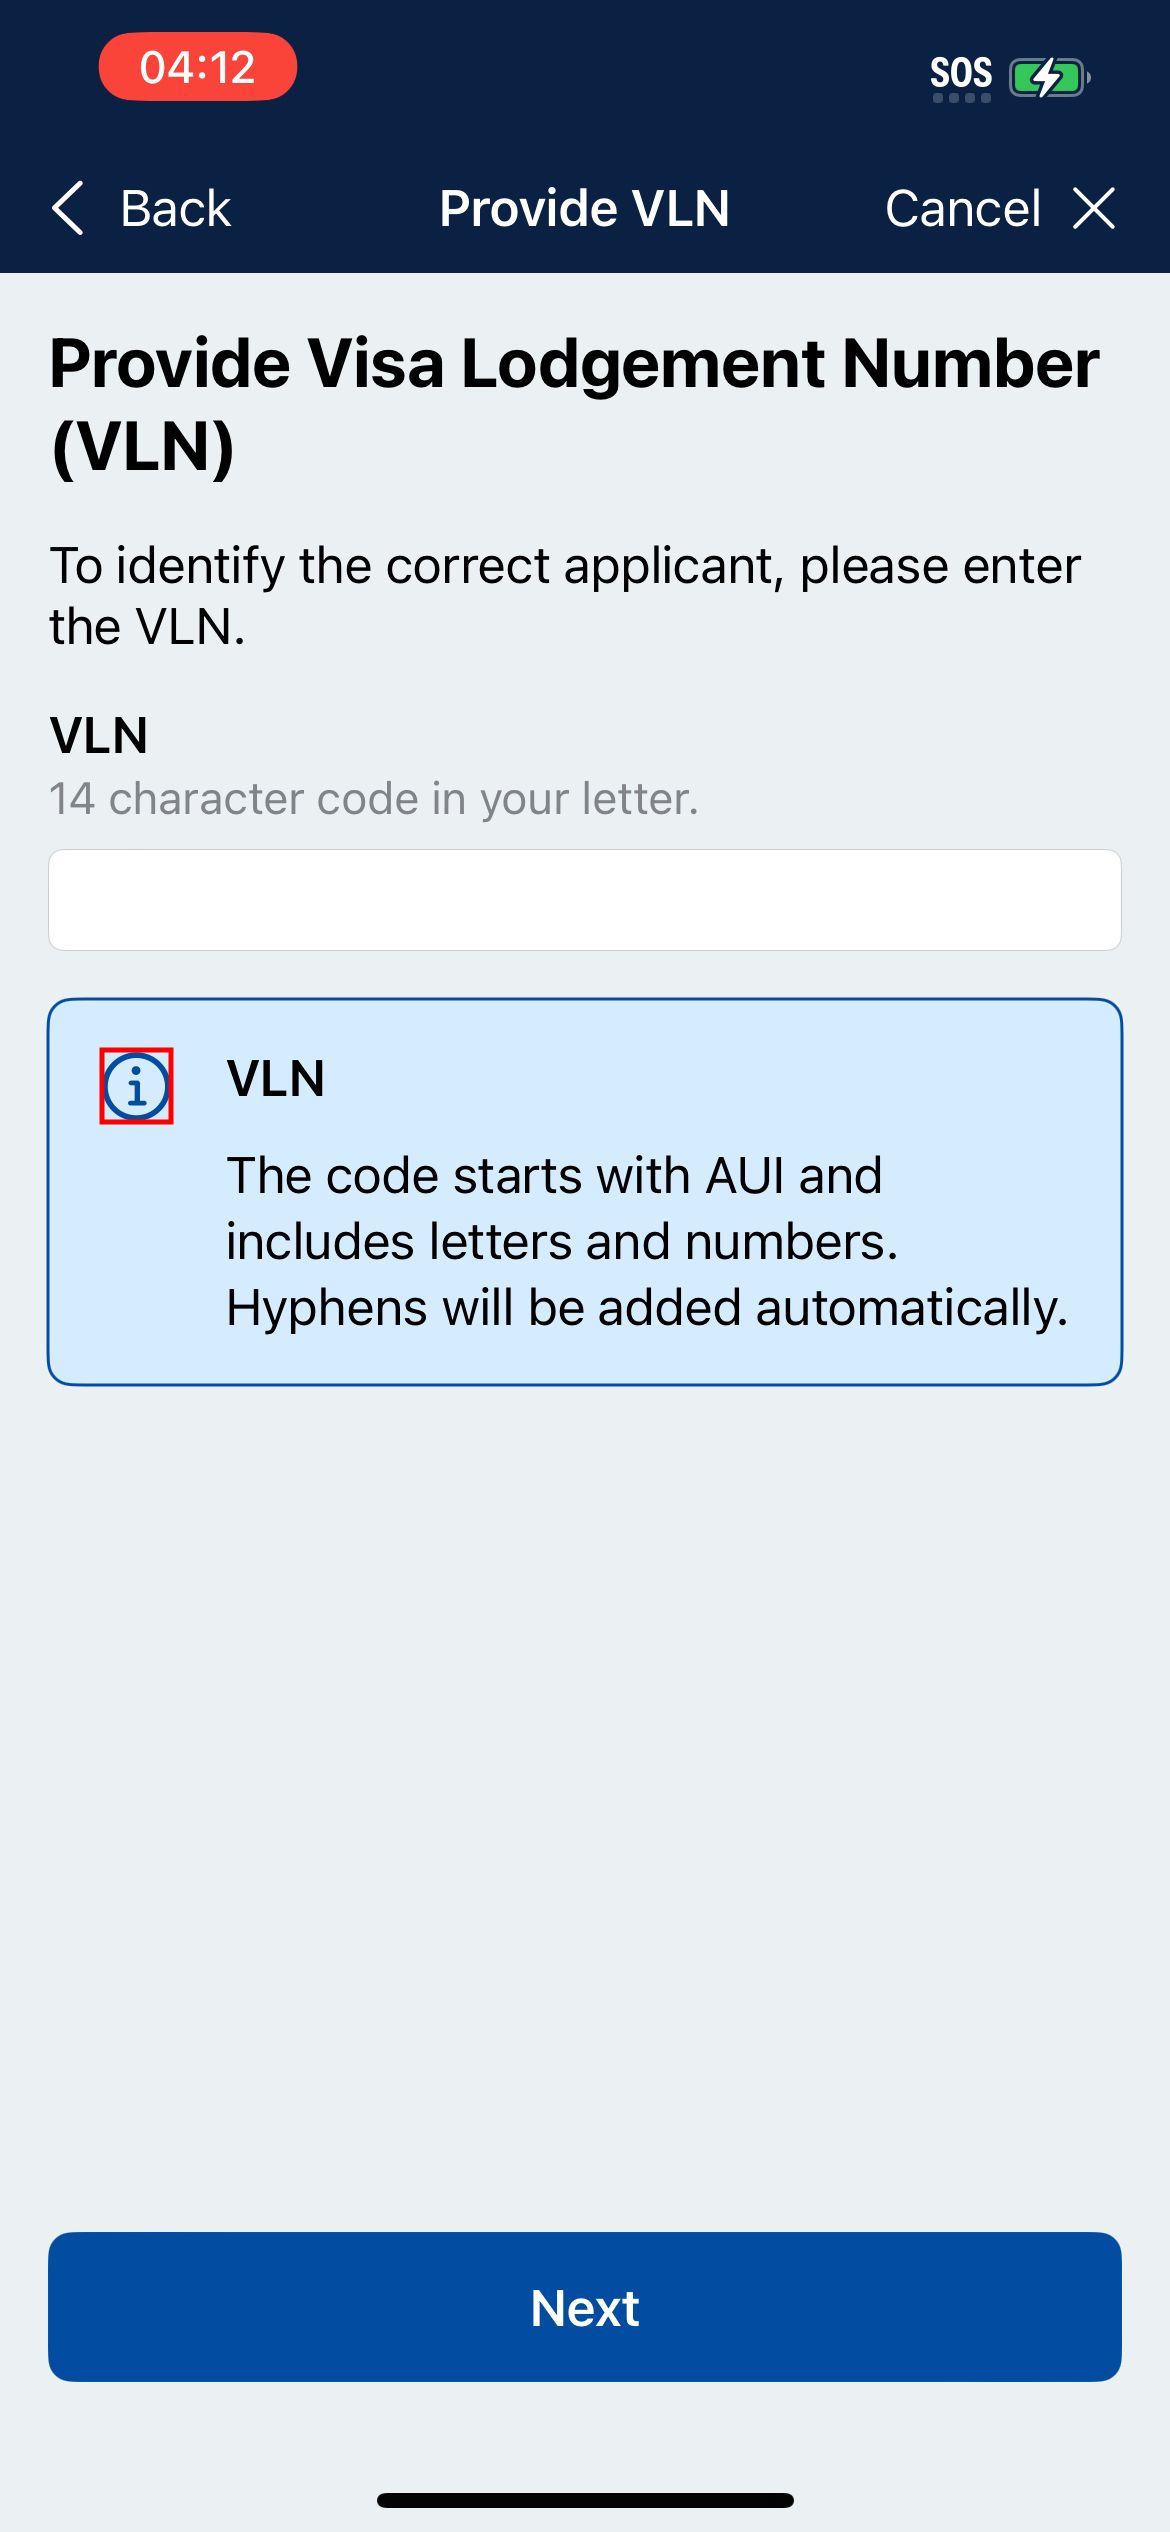 04:12
SOS
Back
Provide VLN
Cancel
Provide Visa Lodgement Number
(VLN)
To identify the correct applicant, please enter
the VLN.
VLN
14 character code in your letter.
VLN
The code starts with AUI and
includes letters and numbers.
Hyphens will be added automatically.
Next